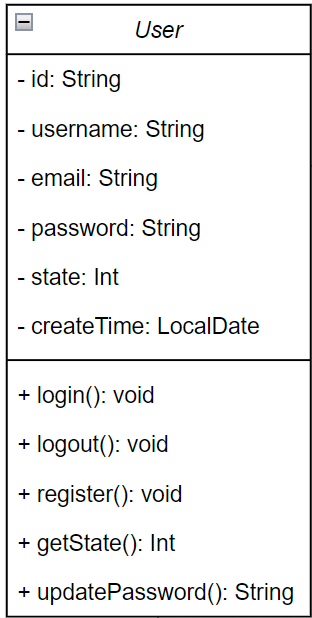 User
- id: String
- username: String
- email: String
- password: String
- state: Int
- createTime: LocalDate
+ login(): void
+ logout(): void
+ register(): void
+ getState(): Int
+ updatePassword(): String